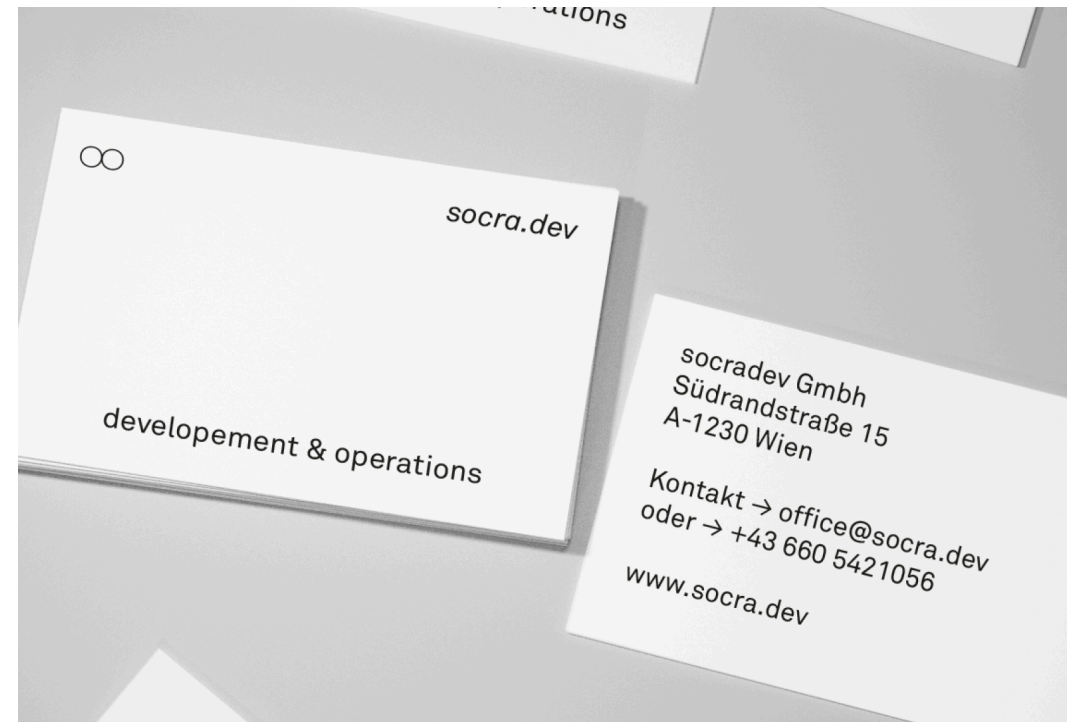 erations
socra.dev
developement & operations
socradev Gmbh
Südrandstraße 15
A-1230 Wien
Kontakt → office@socra.dev
oder → +43 660 5421056
www.socra.dev